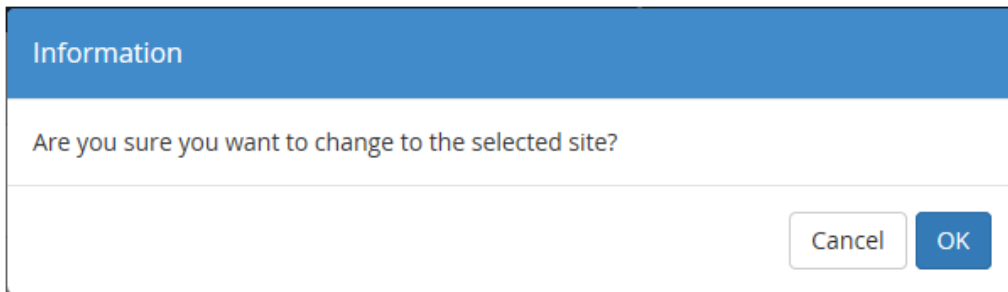 Information
Are you sure you want to change to the selected site?
Cancel OK